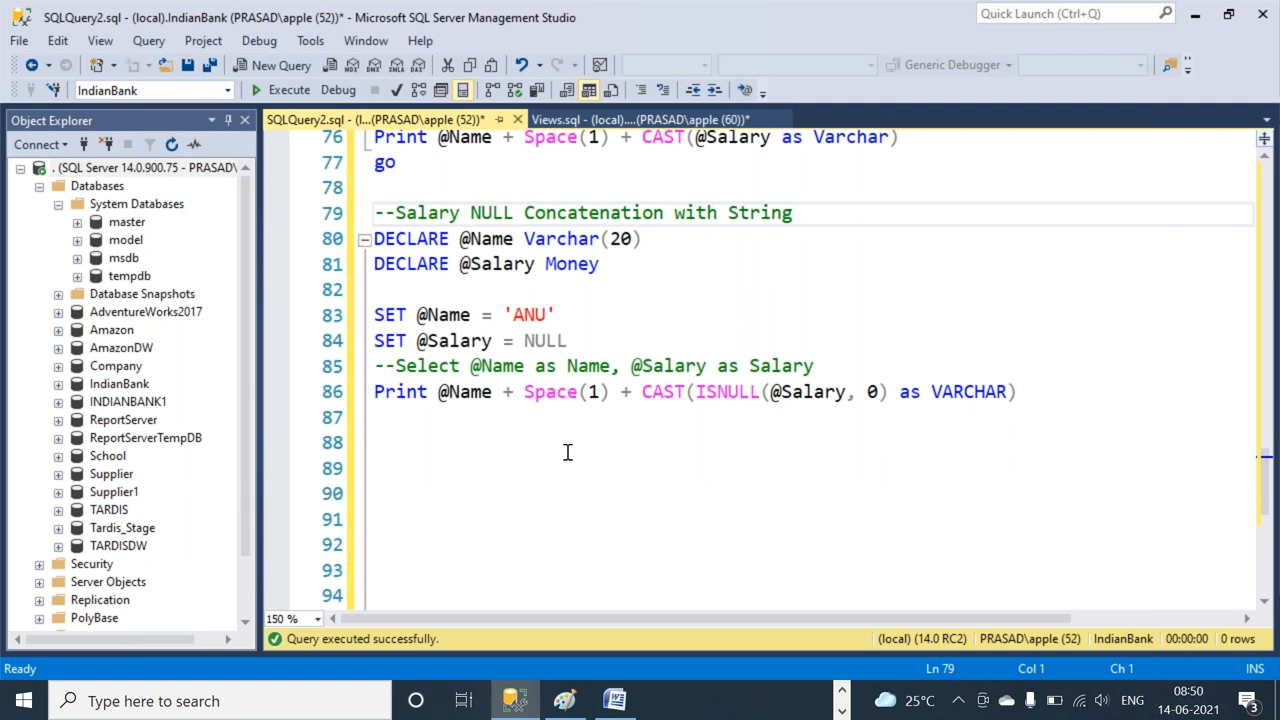 SQLQuery2.sql - (local).IndianBank (PRASAD\apple (52))* - Microsoft SQL Server Management Studio
Quick Launch (Ctrl+Q)
File Edit View Query Project Debug Tools Window Help
New Query MDX DMX XMLA DAX Generic Debugger
IndianBank Execute Debug
Object Explorer
SQLQuery2.sql - (l...(PRASAD\apple (52))* Views.sql - (local)....(PRASAD\apple (60))*
Connect
. (SQL Server 14.0.900.75 - PRASAD\
Databases
System Databases
master
model
msdb
tempdb
Database Snapshots
AdventureWorks2017
Amazon
AmazonDW
Company
IndianBank
INDIANBANK1
ReportServer
ReportServerTempDB
School
Supplier
Supplier1
TARDIS
Tardis_Stage
TARDISDW
Security
Server Objects
Replication
PolyBase
76 Print @Name + Space(1) + CAST(@Salary as Varchar)
77 go
78
79 --Salary NULL Concatenation with String
80 DECLARE @Name Varchar(20)
81 DECLARE @Salary Money
82
83 SET @Name = 'ANU'
84 SET @Salary = NULL
85 --Select @Name as Name, @Salary as Salary
86 Print @Name + Space(1) + CAST(ISNULL(@Salary, 0) as VARCHAR)
87
88
89
90
91
92
93
94
150 %
Query executed successfully. (local) (14.0 RC2) PRASAD\apple (52) IndianBank 00:00:00 0 rows
Ready Ln 79 Col 1 Ch 1 INS
Type here to search 25°C ENG 08:50
14-06-2021 3